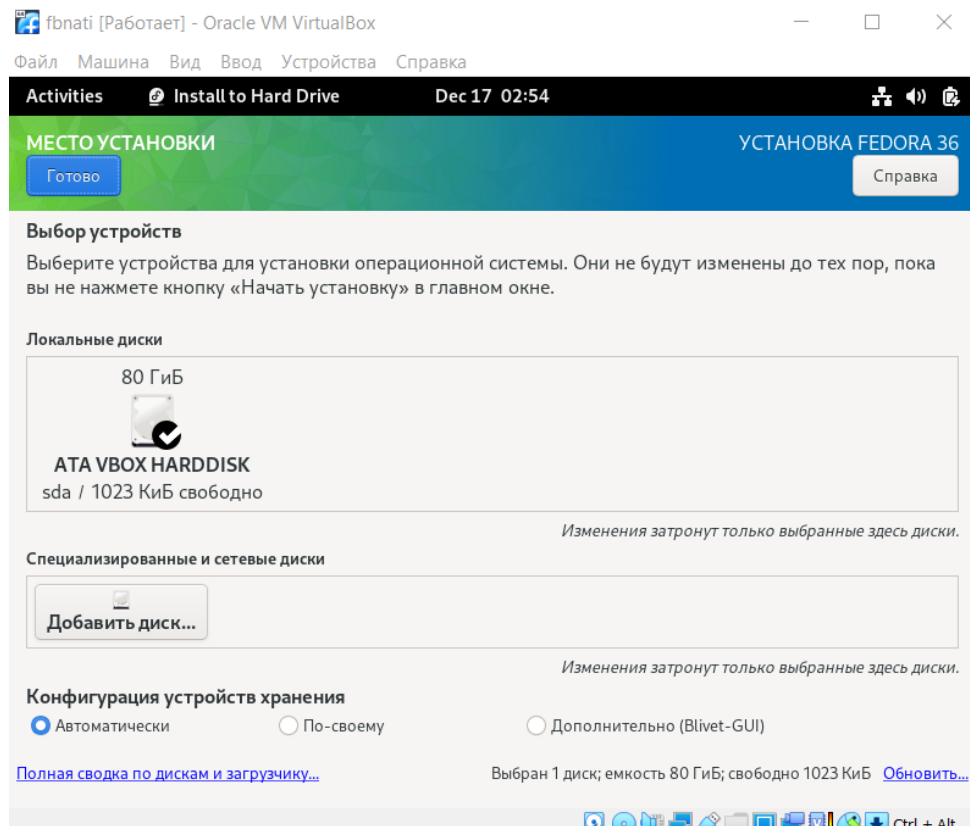 fbnati [Работает] - Oracle VM VirtualBox
Файл Машина Вид Ввод Устройства Справка
Activities Install to Hard Drive Dec 17 02:54
МЕСТО УСТАНОВКИ УСТАНОВКА FEDORA 36
Готово Справка
Выбор устройств
Выберите устройства для установки операционной системы. Они не будут изменены до тех пор, пока
вы не нажмете кнопку «Начать установку» в главном окне.
Локальные диски
80 ГиБ
ATA VBOX HARDDISK
sda / 1023 КиБ свободно
Изменения затронут только выбранные здесь диски.
Специализированные и сетевые диски
Добавить диск...
Изменения затронут только выбранные здесь диски.
Конфигурация устройств хранения
Автоматически По-своему Дополнительно (Blivet-GUI)
Полная сводка по дискам и загрузчику... Выбран 1 диск; емкость 80 ГиБ; свободно 1023 КиБ Обновить...
Ctrl + Alt